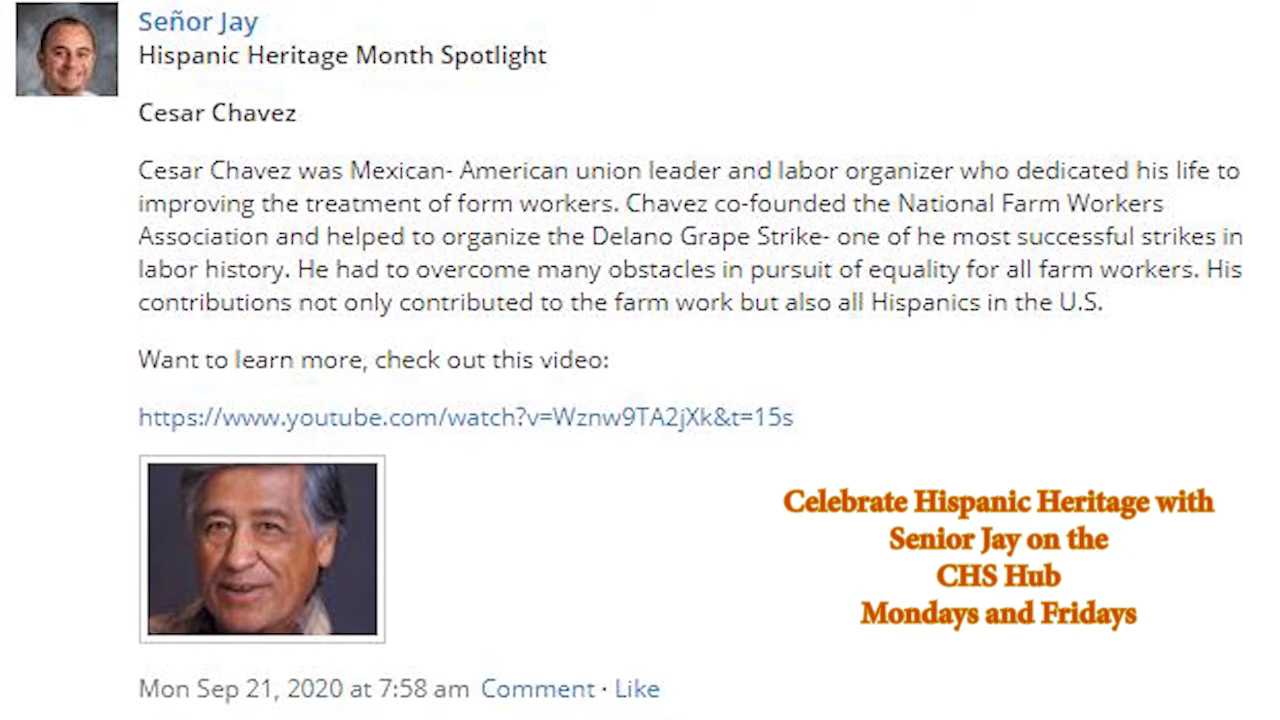 Señor Jay
Hispanic Heritage Month Spotlight
Cesar Chavez
Cesar Chavez was Mexican- American union leader and labor organizer who dedicated his life to
improving the treatment of form workers. Chavez co-founded the National Farm Workers
Association and helped to organize the Delano Grape Strike- one of he most successful strikes in
labor history. He had to overcome many obstacles in pursuit of equality for all farm workers. His
contributions not only contributed to the farm work but also all Hispanics in the U.S.
Want to learn more, check out this video:
https://www.youtube.com/watch?v=Wznw9TA2jXk&t=15s
Celebrate Hispanic Heritage with
Senior Jay on the
CHS Hub
Mondays and Fridays
Mon Sep 21, 2020 at 7:58 am Comment · Like